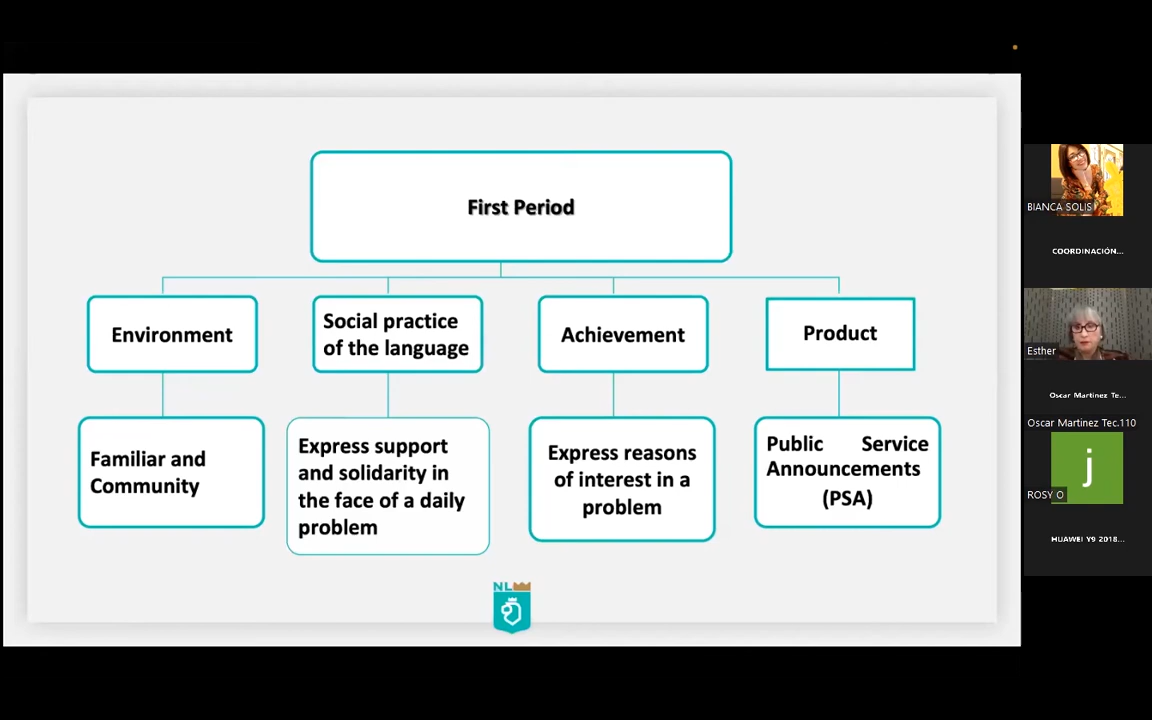 First Period
Environment
Social practice
of the language
Achievement
Product
Familiar and
Community
Express support
and solidarity in
the face of a daily
problem
Express reasons
of interest in a
problem
Public Service
Announcements
(PSA)
NL
BIANCA SOLIS
COORDINACIÓN...
Esther
Oscar Martinez Te...
Oscar Martinez Tec.110
j
ROSY O
HUAWEI Y9 2018...